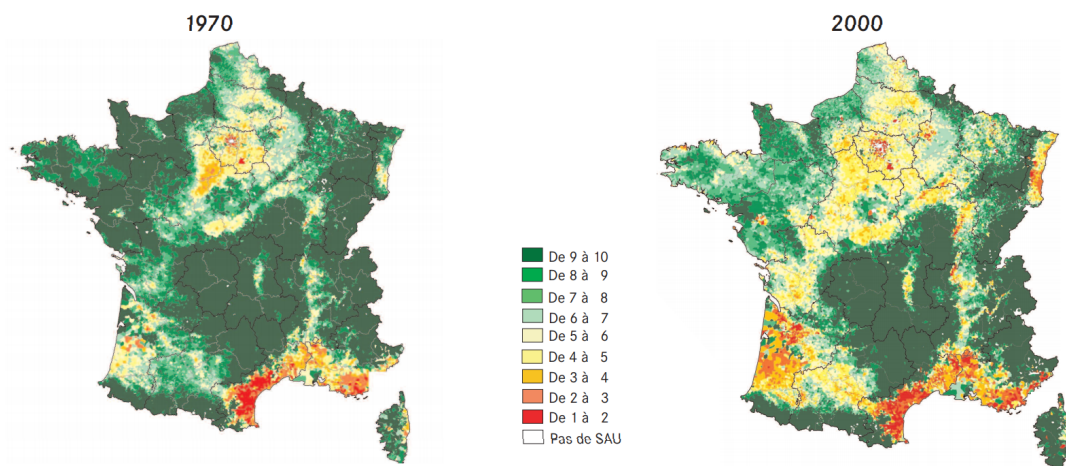 1970
2000
De 9 à 10
De 8 à 9
De 7 à 8
De 6 à 7
De 5 à 6
De 4 à 5
De 3 à 4
De 2 à 3
De 1 à 2
Pas de SAU